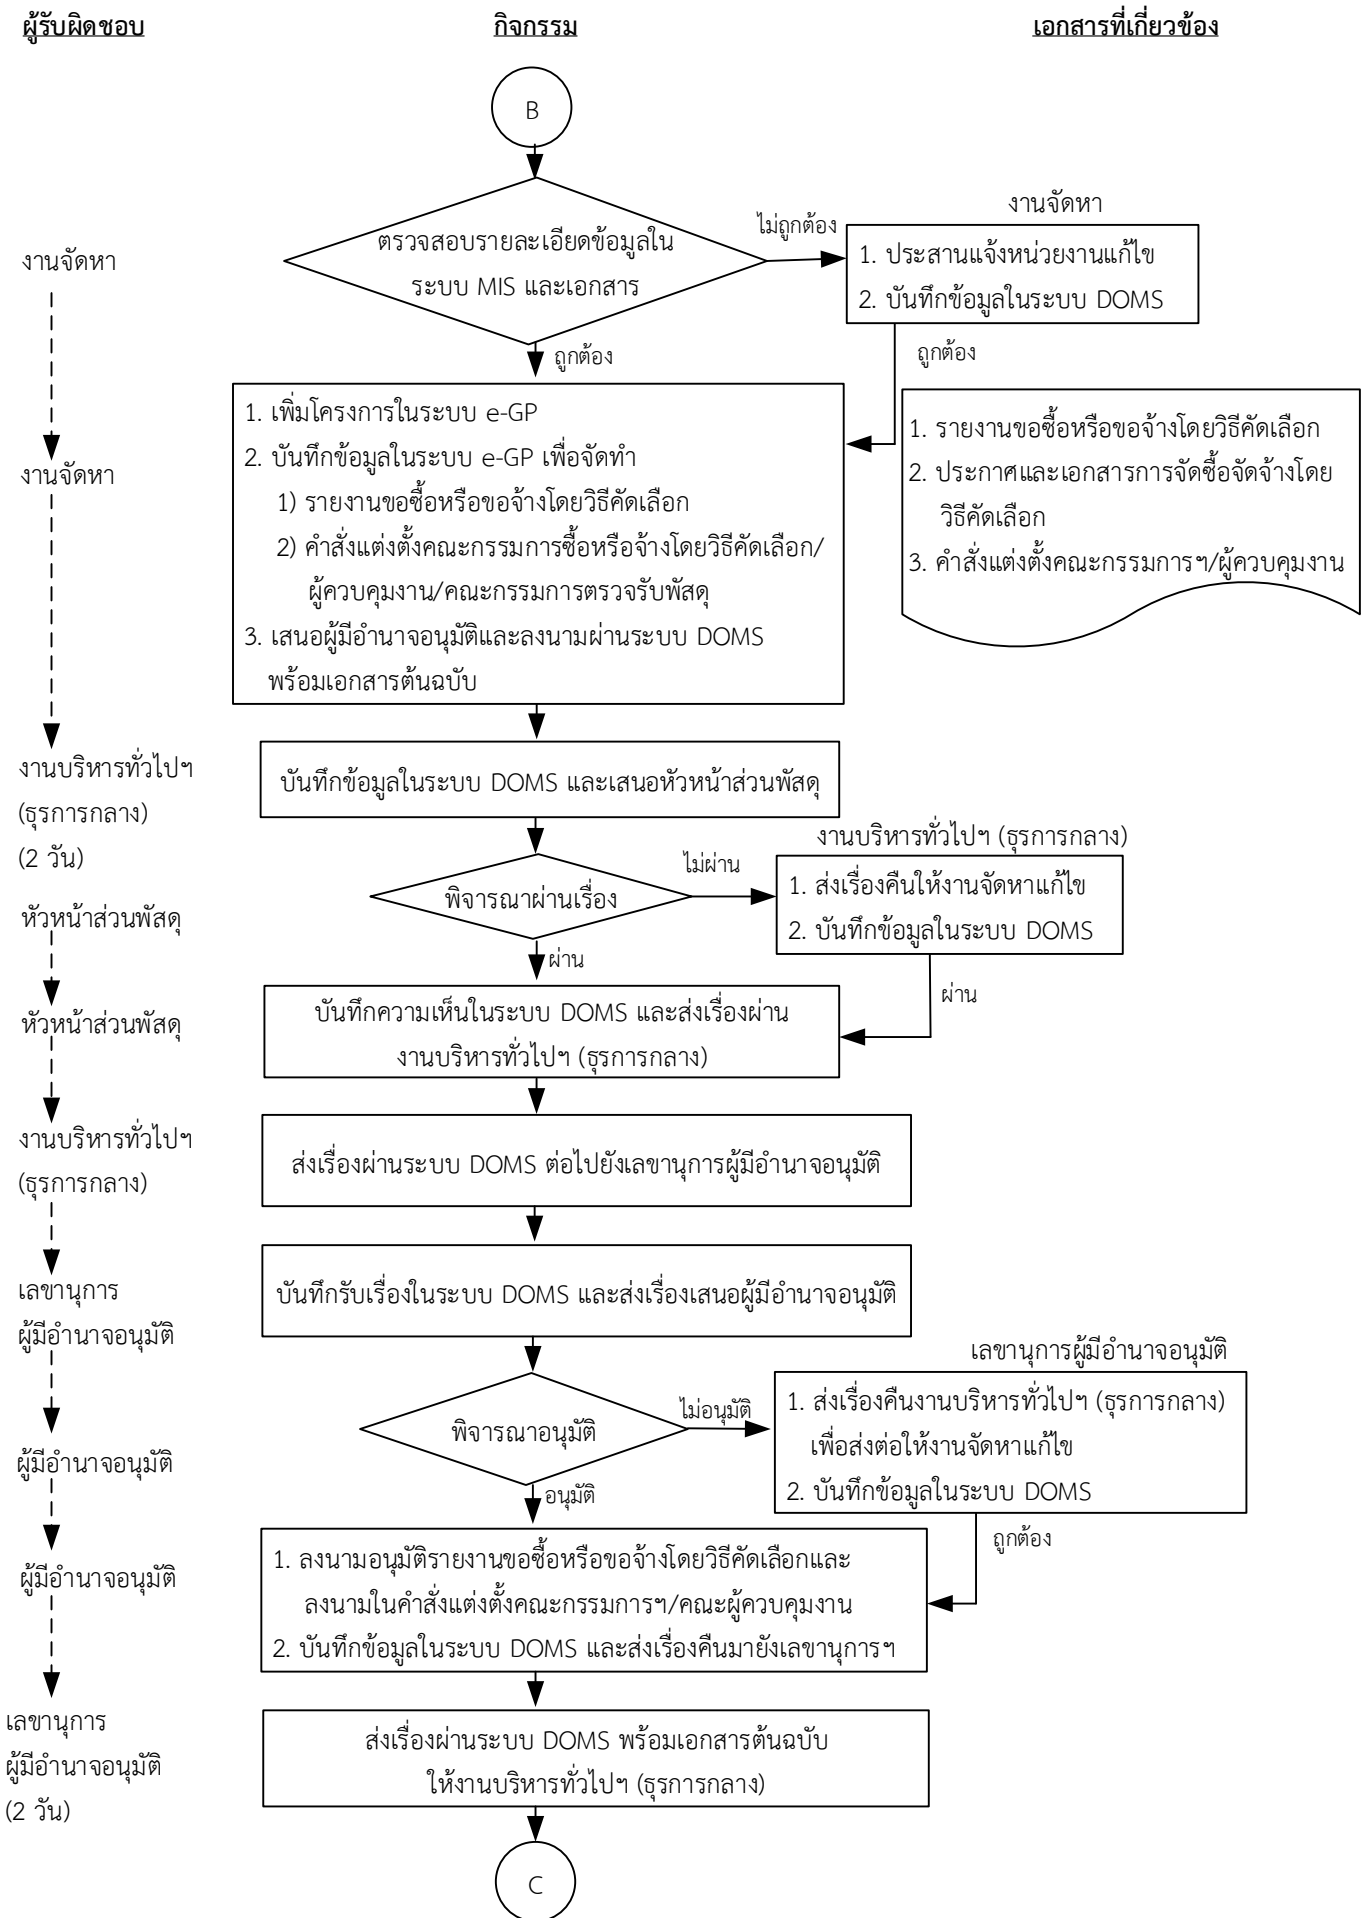 ผู้รับผิดชอบ
กิจกรรม
เอกสารที่เกี่ยวข้อง
B
งานจัดหา
ตรวจสอบรายละเอียดข้อมูลใน
ระบบ MIS และเอกสาร
ไม่ถูกต้อง
งานจัดหา
1. ประสานแจ้งหน่วยงานแก้ไข
2. บันทึกข้อมูลในระบบ DOMS
ถูกต้อง
ถูกต้อง
งานจัดหา
1. เพิ่มโครงการในระบบ e-GP
2. บันทึกข้อมูลในระบบ e-GP เพื่อจัดทำ
1) รายงานขอซื้อหรือขอจ้างโดยวิธีคัดเลือก
2) คำสั่งแต่งตั้งคณะกรรมการซื้อหรือจ้างโดยวิธีคัดเลือก/
ผู้ควบคุมงาน/คณะกรรมการตรวจรับพัสดุ
3. เสนอผู้มีอำนาจอนุมัติและลงนามผ่านระบบ DOMS
พร้อมเอกสารต้นฉบับ
1. รายงานขอซื้อหรือขอจ้างโดยวิธีคัดเลือก
2. ประกาศและเอกสารการจัดซื้อจัดจ้างโดย
วิธีคัดเลือก
3. คำสั่งแต่งตั้งคณะกรรมการฯ/ผู้ควบคุมงาน
งานบริหารทั่วไปฯ
(ธุรการกลาง)
(2 วัน)
บันทึกข้อมูลในระบบ DOMS และเสนอหัวหน้าส่วนพัสดุ
หัวหน้าส่วนพัสดุ
พิจารณาผ่านเรื่อง
ไม่ผ่าน
งานบริหารทั่วไปฯ (ธุรการกลาง)
1. ส่งเรื่องคืนให้งานจัดหาแก้ไข
2. บันทึกข้อมูลในระบบ DOMS
ผ่าน
ผ่าน
หัวหน้าส่วนพัสดุ
บันทึกความเห็นในระบบ DOMS และส่งเรื่องผ่าน
งานบริหารทั่วไปฯ (ธุรการกลาง)
งานบริหารทั่วไปฯ
(ธุรการกลาง)
ส่งเรื่องผ่านระบบ DOMS ต่อไปยังเลขานุการผู้มีอำนาจอนุมัติ
เลขานุการ
ผู้มีอำนาจอนุมัติ
บันทึกรับเรื่องในระบบ DOMS และส่งเรื่องเสนอผู้มีอำนาจอนุมัติ
ผู้มีอำนาจอนุมัติ
พิจารณาอนุมัติ
ไม่อนุมัติ
เลขานุการผู้มีอำนาจอนุมัติ
1. ส่งเรื่องคืนงานบริหารทั่วไปฯ (ธุรการกลาง)
เพื่อส่งต่อให้งานจัดหาแก้ไข
2. บันทึกข้อมูลในระบบ DOMS
อนุมัติ
ถูกต้อง
ผู้มีอำนาจอนุมัติ
1. ลงนามอนุมัติรายงานขอซื้อหรือขอจ้างโดยวิธีคัดเลือกและ
ลงนามในคำสั่งแต่งตั้งคณะกรรมการฯ/คณะผู้ควบคุมงาน
2. บันทึกข้อมูลในระบบ DOMS และส่งเรื่องคืนมายังเลขานุการฯ
เลขานุการ
ผู้มีอำนาจอนุมัติ
(2 วัน)
ส่งเรื่องผ่านระบบ DOMS พร้อมเอกสารต้นฉบับ
ให้งานบริหารทั่วไปฯ (ธุรการกลาง)
C